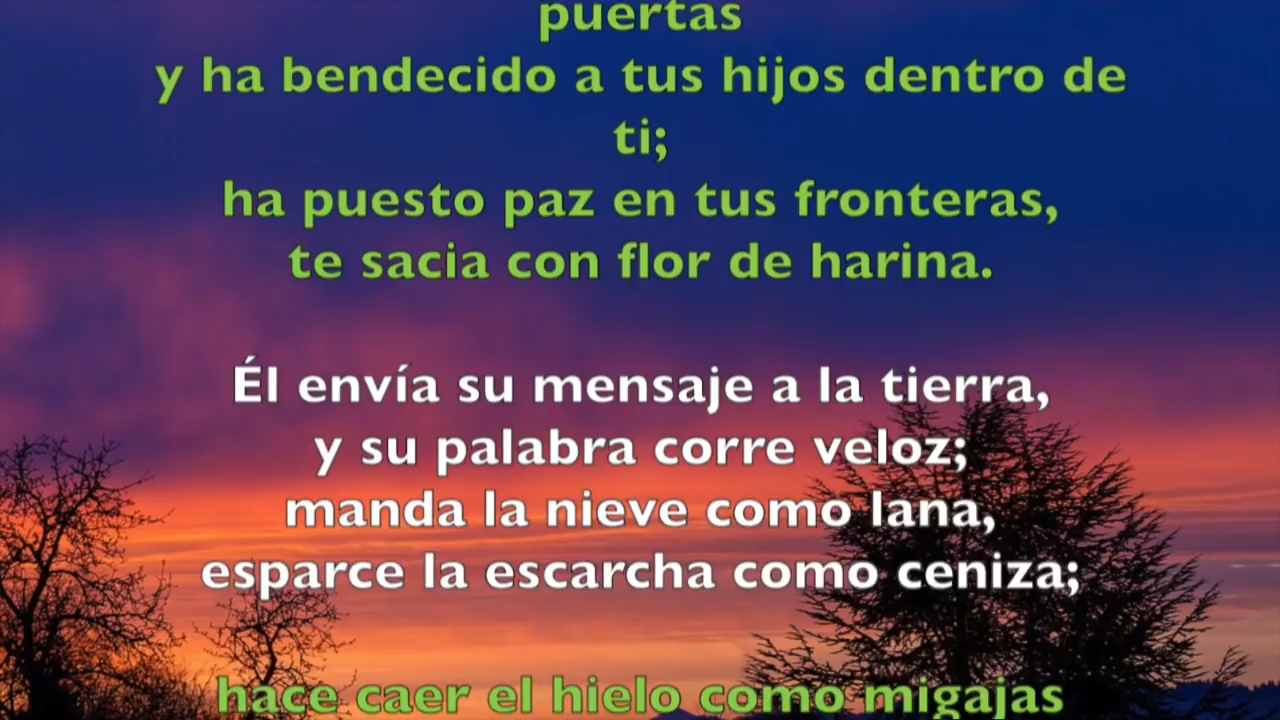 puertas
y ha bendecido a tus hijos dentro de
ti;
ha puesto paz en tus fronteras,
te sacia con flor de harina.
Él envía su mensaje a la tierra,
y su palabra corre veloz;
manda la nieve como lana,
esparce la escarcha como ceniza;
hace caer el hielo como migajas